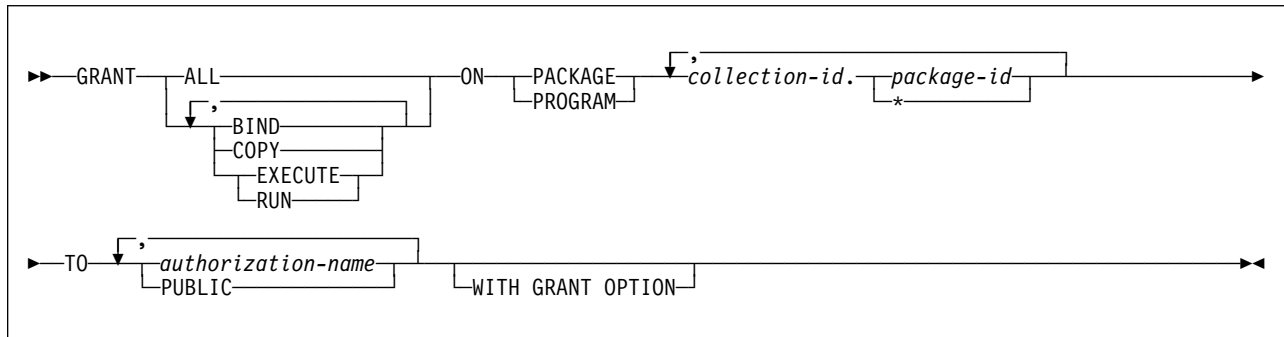 ,
GRANT ALL ON PACKAGE collection-id. package-id
PROGRAM *
,
BIND
COPY
EXECUTE
RUN
,
TO authorization-name
PUBLIC WITH GRANT OPTION